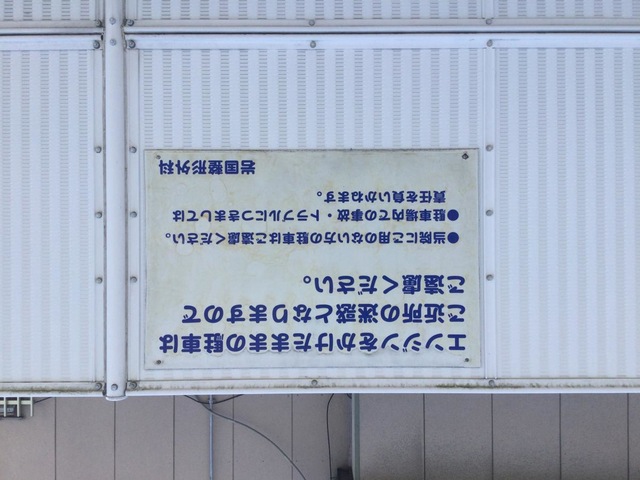 エンジンをかけたままの駐車は
ご近所の迷惑となりますので
ご遠慮ください。
●当院にご用のない方の駐車はご遠慮ください。
●駐車場内での事故・トラブルにつきましては
責任を負いかねます。
岩国整形外科